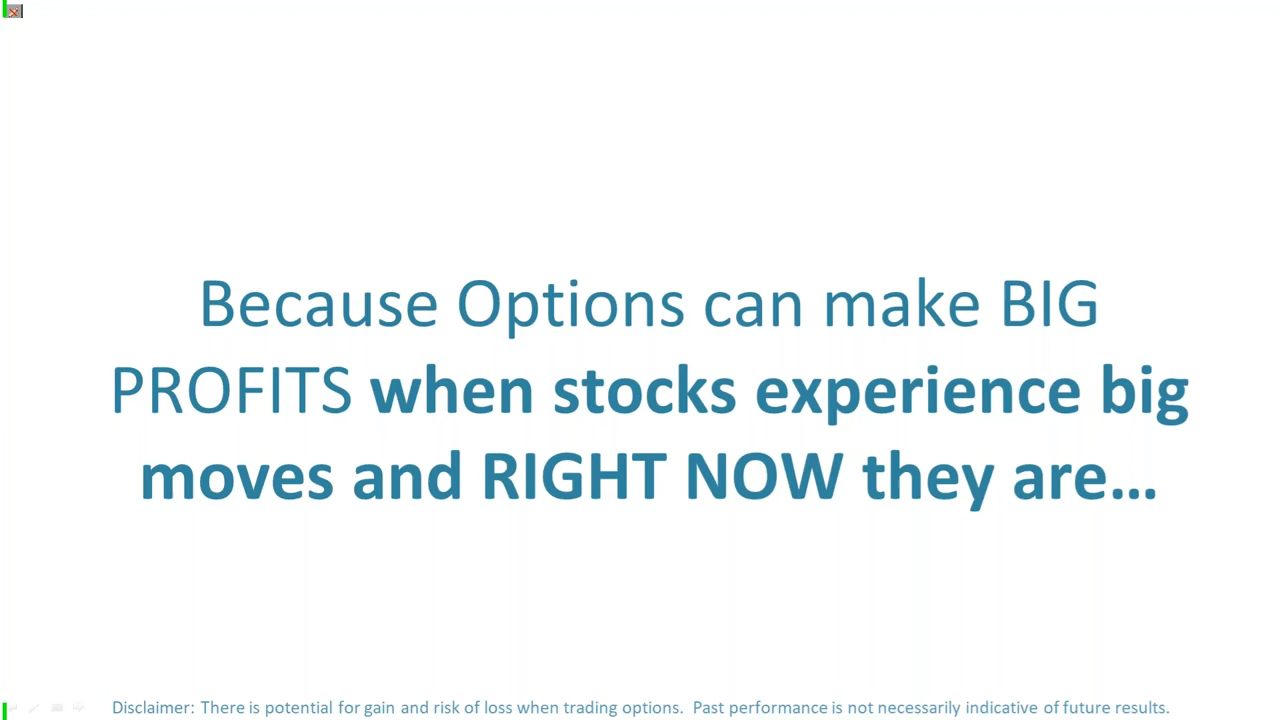 Because Options can make BIG
PROFITS when stocks experience big
moves and RIGHT NOW they are...
Disclaimer: There is potential for gain and risk of loss when trading options.  Past performance is not necessarily indicative of future results.